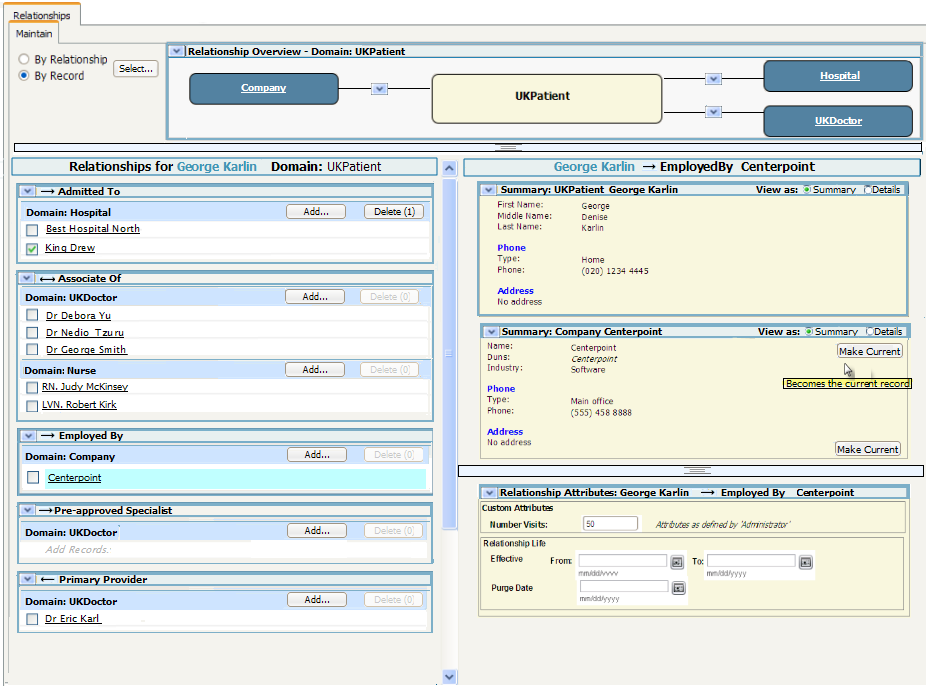 Relationships
Maintain
By Relationship
By Record
Select...
Relationship Overview - Domain: UKPatient
Company
UKPatient
Hospital
UKDoctor
Relationships for George Karlin Domain: UKPatient
→ Admitted To
Domain: Hospital Add... Delete (1)
Best Hospital North
King Drew
←→ Associate Of
Domain: UKDoctor Add... Delete (0)
Dr Debora Yu
Dr Nedio Tzuru
Dr George Smith
Domain: Nurse Add... Delete (0)
RN. Judy McKinsey
LVN. Robert Kirk
→ Employed By
Domain: Company Add... Delete (0)
Centerpoint
→ Pre-approved Specialist
Domain: UKDoctor Add... Delete (0)
Add Records:
← Primary Provider
Domain: UKDoctor Add... Delete (0)
Dr Eric Karl
George Karlin → EmployedBy Centerpoint
Summary: UKPatient George Karlin View as: Summary Details
First Name: George
Middle Name: Denise
Last Name: Karlin
Phone
Type: Home
Phone: (020) 1234 4445
Address
No address
Summary: Company Centerpoint View as: Summary Details
Name: Centerpoint
Duns: Centerpoint
Industry: Software
Make Current
Becomes the current record
Phone
Type: Main office
Phone: (555) 458 8888
Address
No address
Make Current
Relationship Attributes: George Karlin → Employed By Centerpoint
Custom Attributes
Number Visits: 50 Attributes as defined by 'Administrator'
Relationship Life
Effective From: To:
mm/dd/yyyy mm/dd/yyyy
Purge Date
mm/dd/yyyy